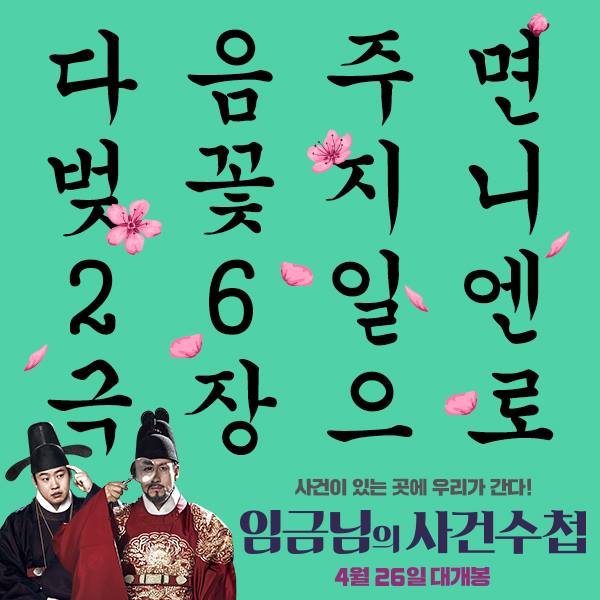 다음주면
벚꽃지니
26일엔
극장으로
사건이 있는 곳에 우리가 간다!
임금님의 사건수첩
4월 26일 대개봉